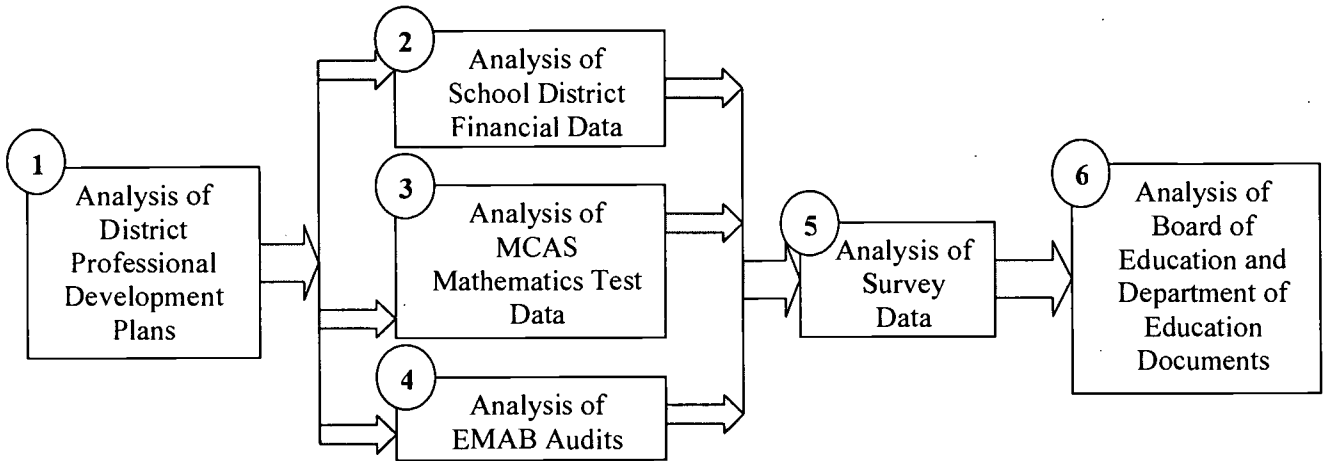 1
Analysis of
District
Professional
Development
Plans
2
Analysis of
School District
Financial Data
3
Analysis of
MCAS
Mathematics Test
Data
4
Analysis of
EMAB Audits
5
Analysis of
Survey
Data
6
Analysis of
Board of
Education and
Department of
Education
Documents